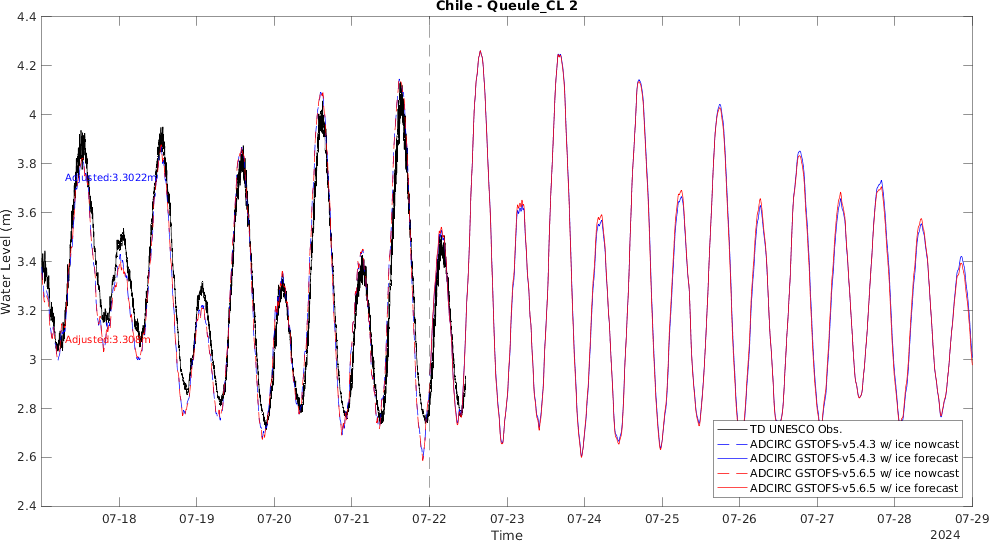 Chile - Queule_CL 2
4.4
4.2
4
3.8
3.6
3.4
3.2
3
2.8
2.6
2.4
Water Level (m)
Adjusted:3.3022m
Adjusted:3.308m
TD UNESCO Obs.
ADCIRC GSTOFS-v5.4.3 w/ ice nowcast
ADCIRC GSTOFS-v5.4.3 w/ ice forecast
ADCIRC GSTOFS-v5.6.5 w/ ice nowcast
ADCIRC GSTOFS-v5.6.5 w/ ice forecast
07-18 07-19 07-20 07-21 07-22 07-23 07-24 07-25 07-26 07-27 07-28 07-29
Time
2024